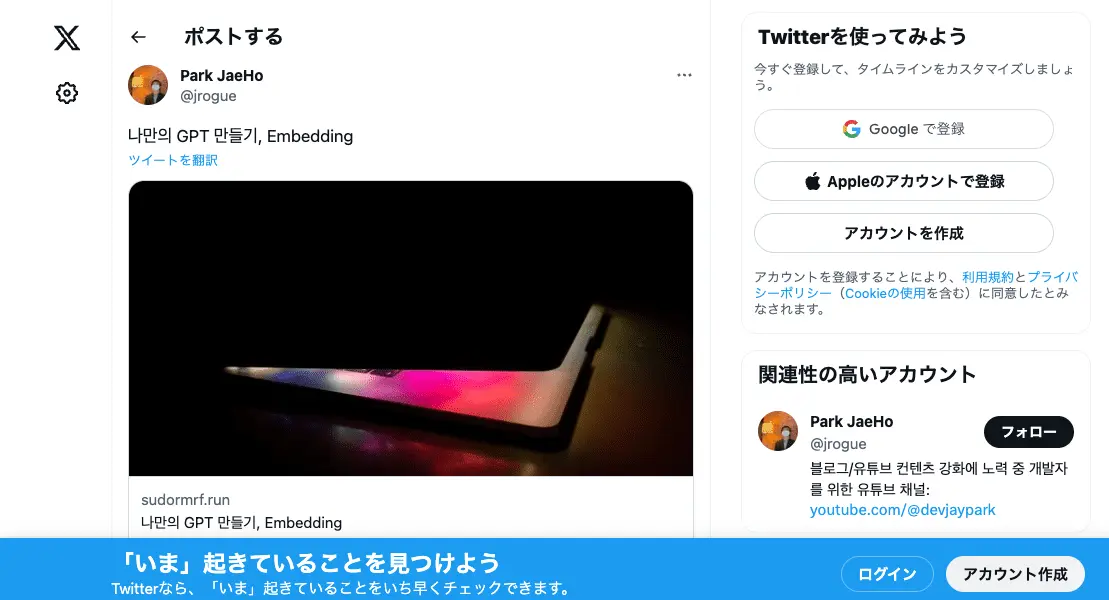 ポストする
Park JaeHo
@jrogue
나만의 GPT 만들기, Embedding
ツイートを翻訳
sudormrf.run
나만의 GPT 만들기, Embedding
Twitterを使ってみよう
今すぐ登録して、タイムラインをカスタマイズしましょ
う。
Google で登録
Appleのアカウントで登録
アカウントを作成
アカウントを登録することにより、利用規約とプライバ
シーポリシー（Cookieの使用を含む）に同意したとみ
なされます。
関連性の高いアカウント
Park JaeHo
@jrogue
フォロー
블로그/유튜브 컨텐츠 강화에 노력 중 개발자
를 위한 유튜브 채널:
youtube.com/@devjaypark
「いま」起きていることを見つけよう
Twitterなら、「いま」起きていることをいち早くチェックできます。
ログイン
アカウント作成